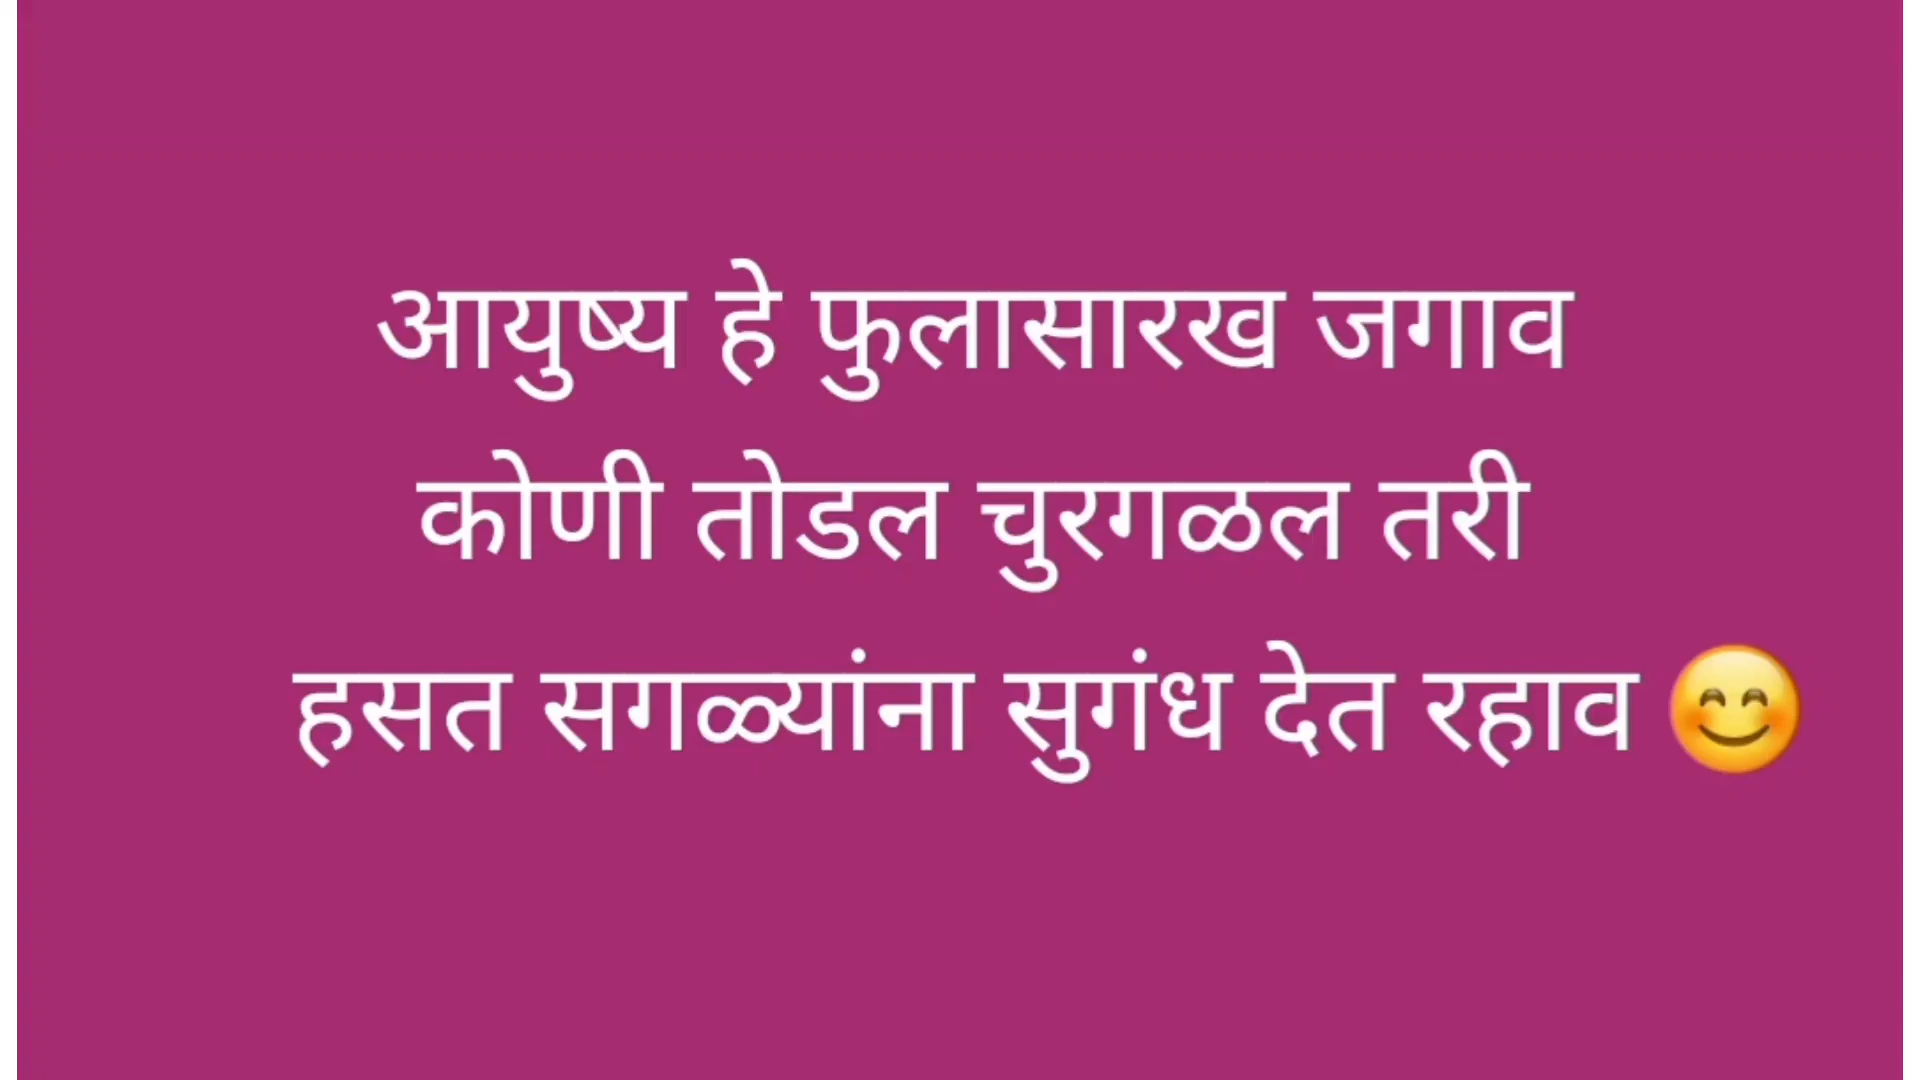 आयुष्य हे फुलासारख जगाव
कोणी तोडल चुरगळल तरी
हसत सगळ्यांना सुगंध देत रहाव 😊